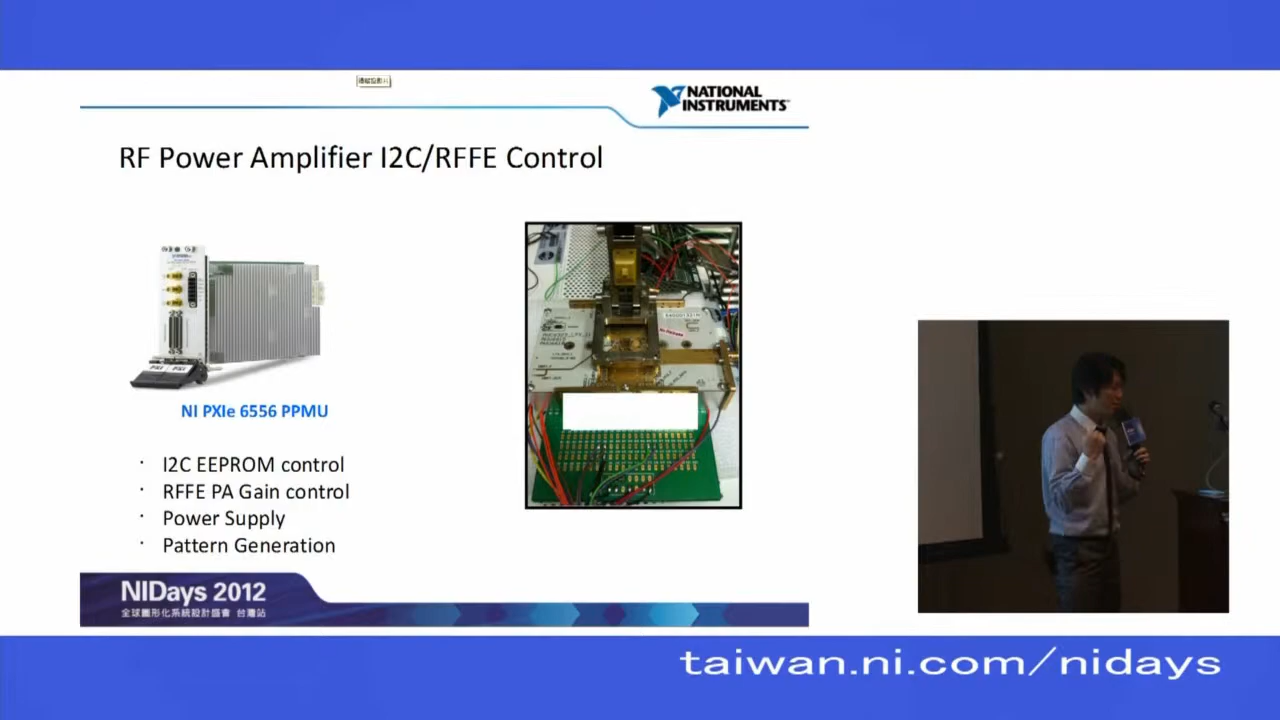 NATIONAL
INSTRUMENTS
RF Power Amplifier I2C/RFFE Control
NI PXIe 6556 PPMU
· I2C EEPROM control
· RFFE PA Gain control
· Power Supply
· Pattern Generation
NIDays 2012
全球圖形化系統設計盛會 台灣站
taiwan.ni.com/nidays